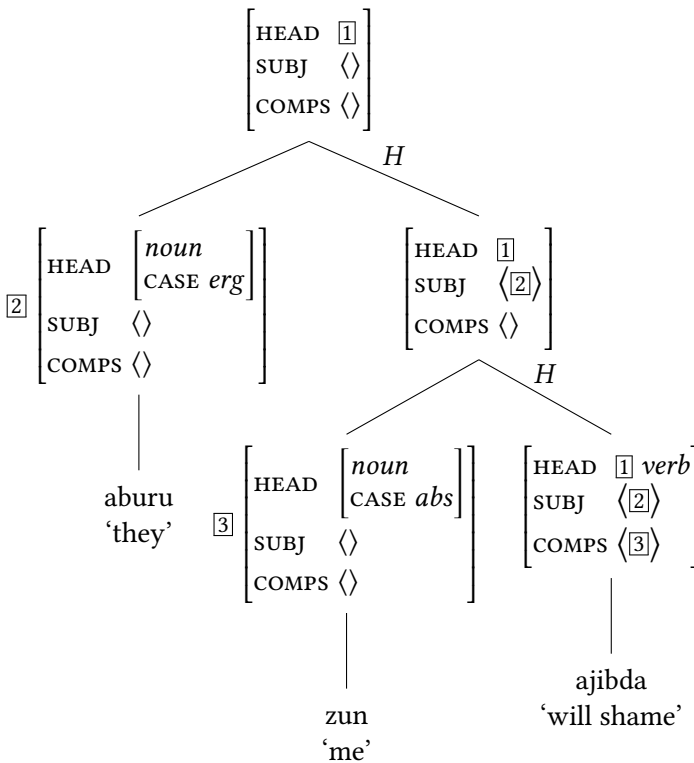 HEAD 1
SUBJ ⟨⟩
COMPS ⟨⟩
H
2
HEAD [noun
CASE erg]
SUBJ ⟨⟩
COMPS ⟨⟩
HEAD 1
SUBJ ⟨2⟩
COMPS ⟨⟩
H
aburu
‘they’
3
HEAD [noun
CASE abs]
SUBJ ⟨⟩
COMPS ⟨⟩
HEAD 1 verb
SUBJ ⟨2⟩
COMPS ⟨3⟩
zun
‘me’
ajibda
‘will shame’